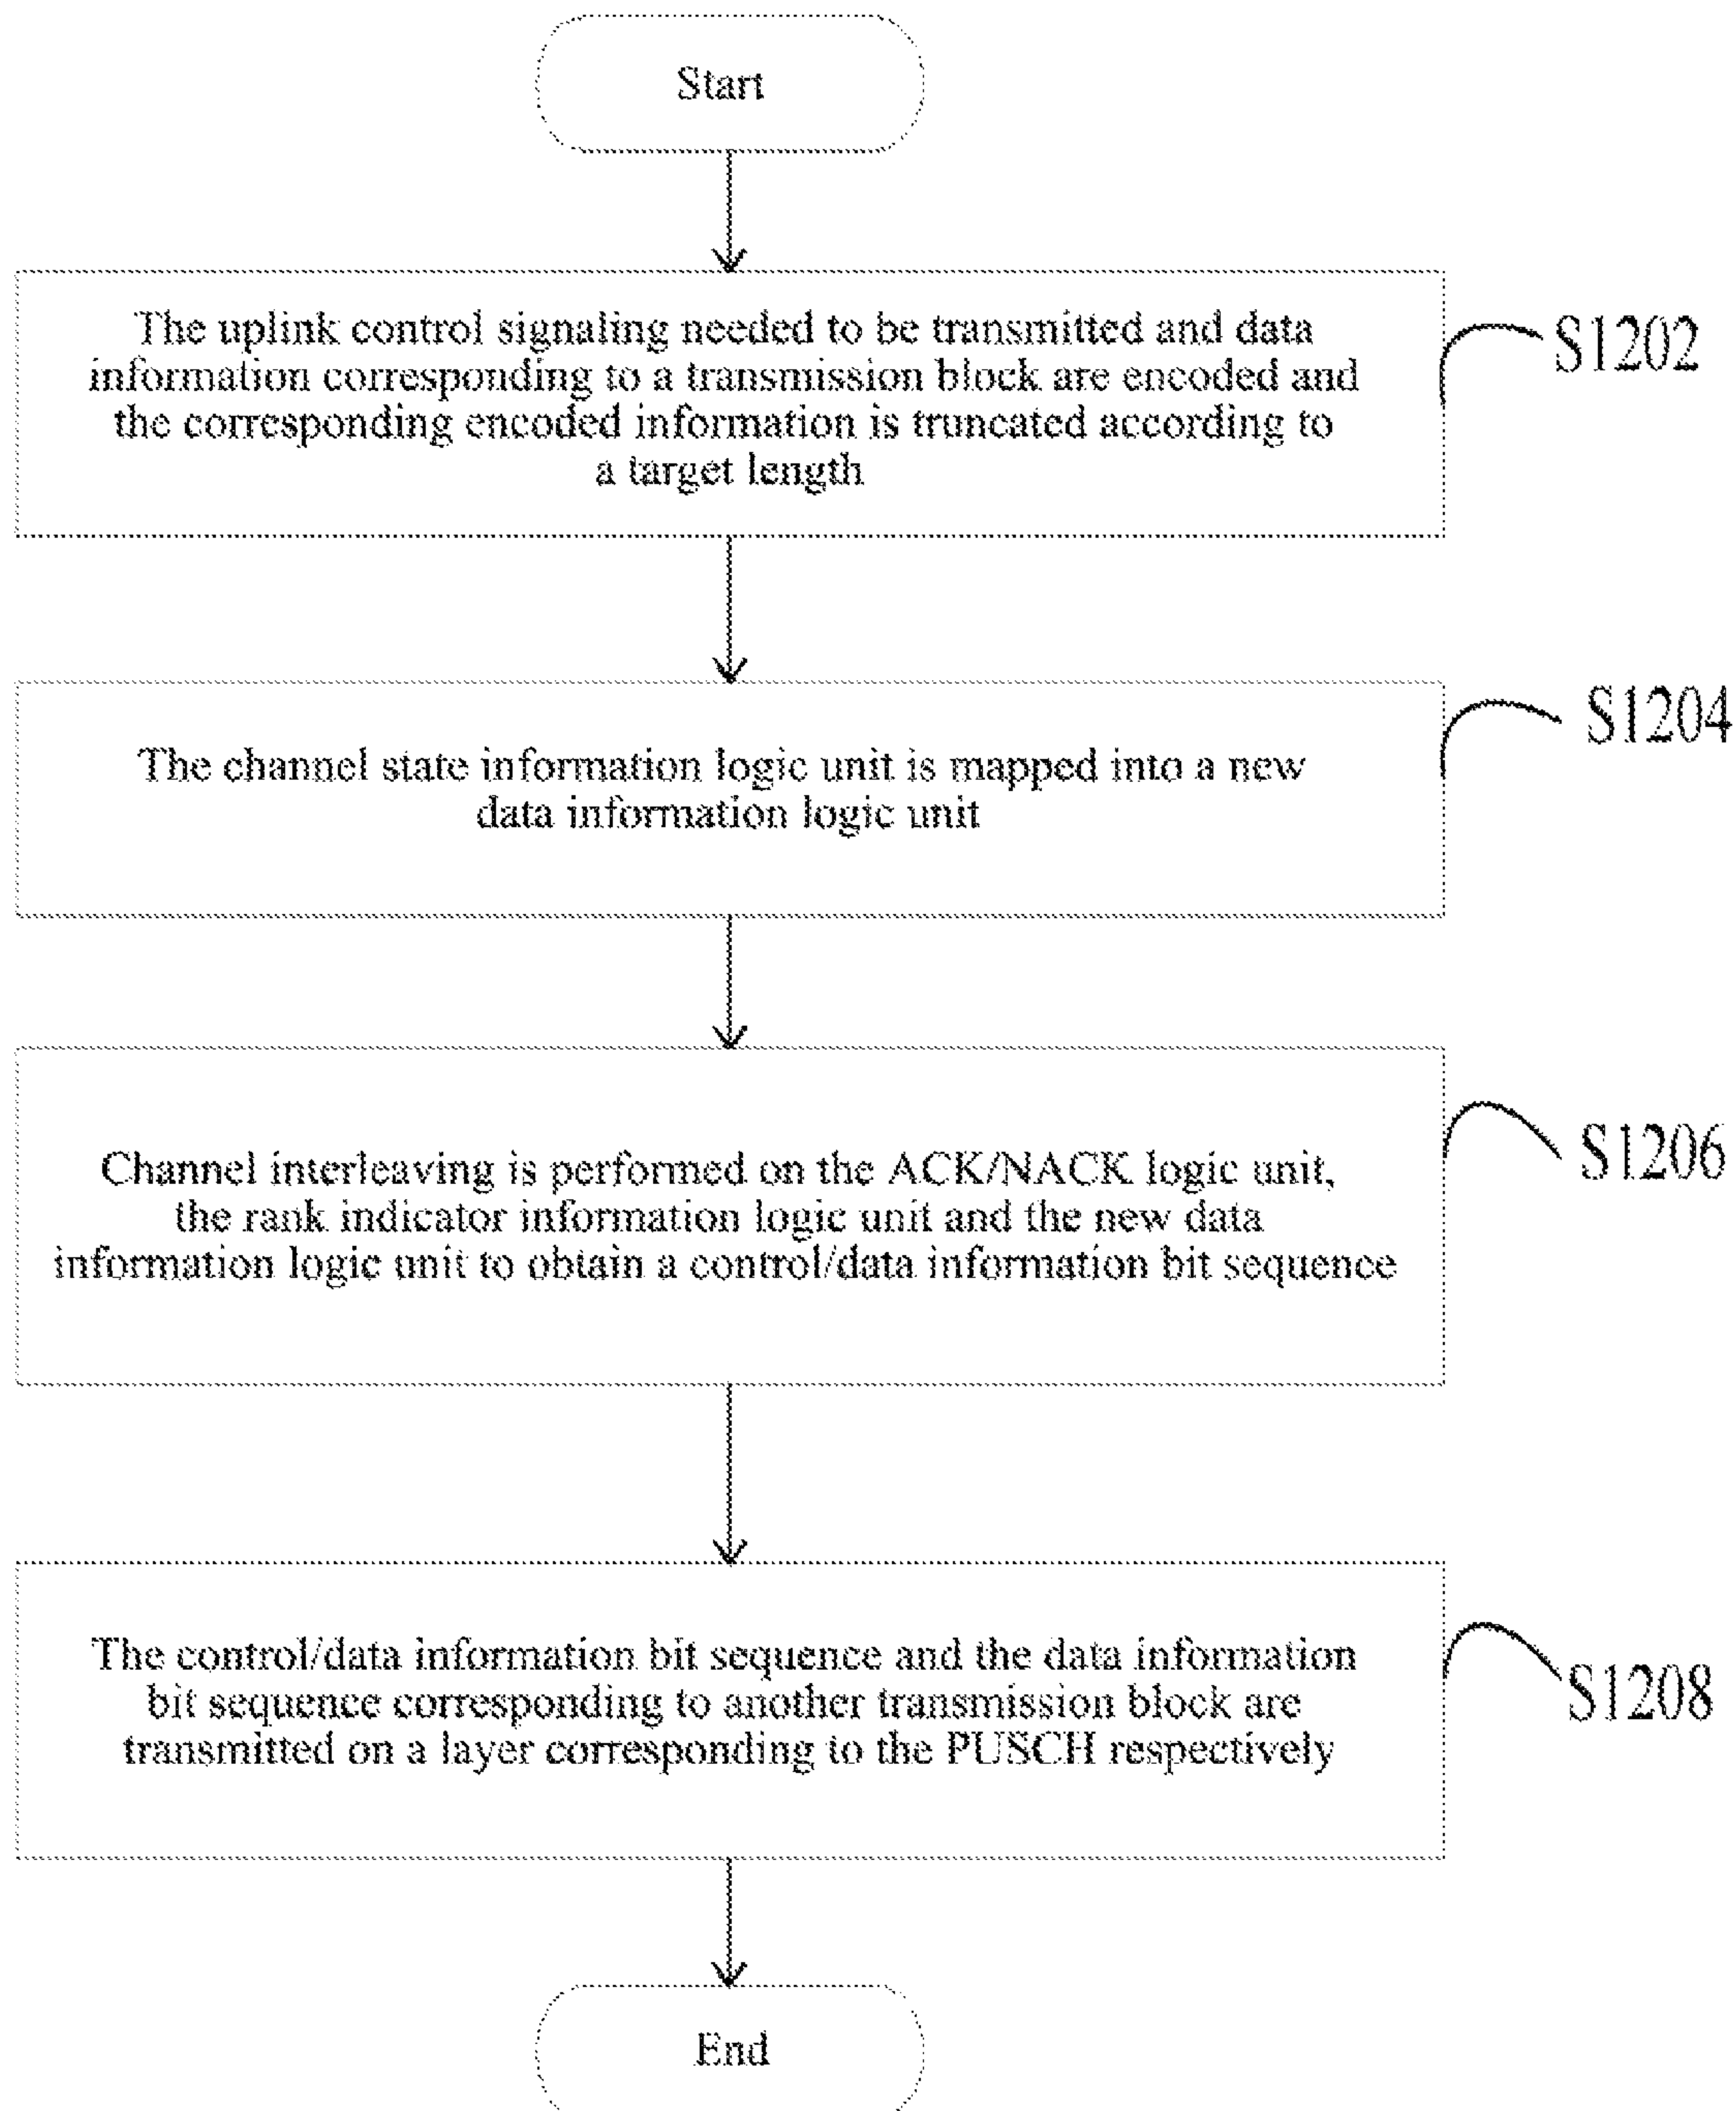 Start
The uplink control signaling needed to be transmitted and data
information corresponding to a transmission block are encoded and
the corresponding encoded information is truncated according to
a target length
S1202
The channel state information logic unit is mapped into a new
data information logic unit
S1204
Channel interleaving is performed on the ACK/NACK logic unit,
the rank indicator information logic unit and the new data
information logic unit to obtain a control/data information bit sequence
S1206
The control/data information bit sequence and the data information
bit sequence corresponding to another transmission block are
transmitted on a layer corresponding to the PUSCH respectively
S1208
End